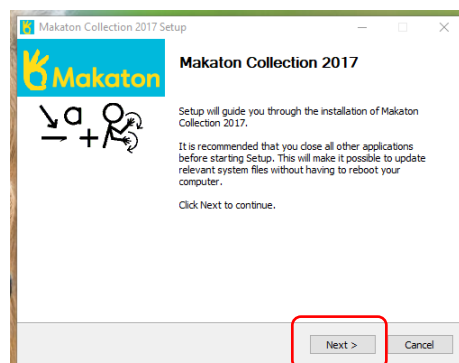 Makaton Collection 2017 Setup
Makaton
Makaton Collection 2017
a
Setup will guide you through the installation of Makaton
Collection 2017.
It is recommended that you close all other applications
before starting Setup. This will make it possible to update
relevant system files without having to reboot your
computer.
Click Next to continue.
Next >
Cancel